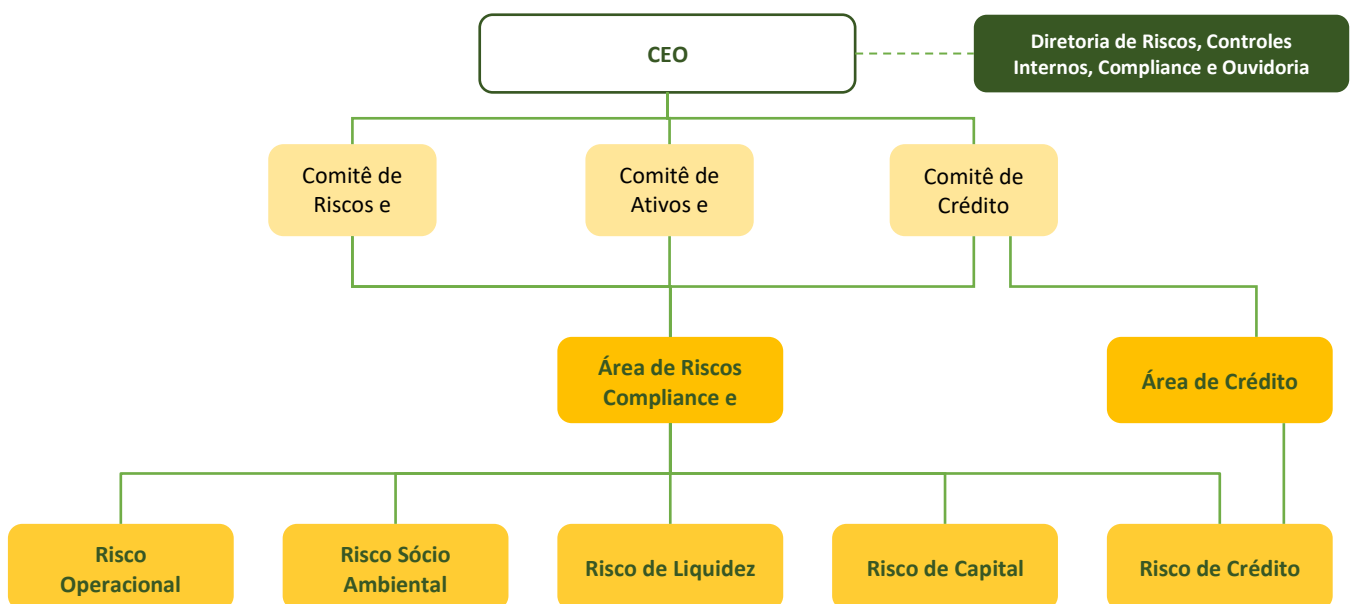 CEO
Diretoria de Riscos, Controles
Internos, Compliance e Ouvidoria
Comitê de
Riscos e
Comitê de
Ativos e
Comitê de
Crédito
Área de Riscos
Compliance e
Área de Crédito
Risco
Operacional
Risco Sócio
Ambiental
Risco de Liquidez
Risco de Capital
Risco de Crédito